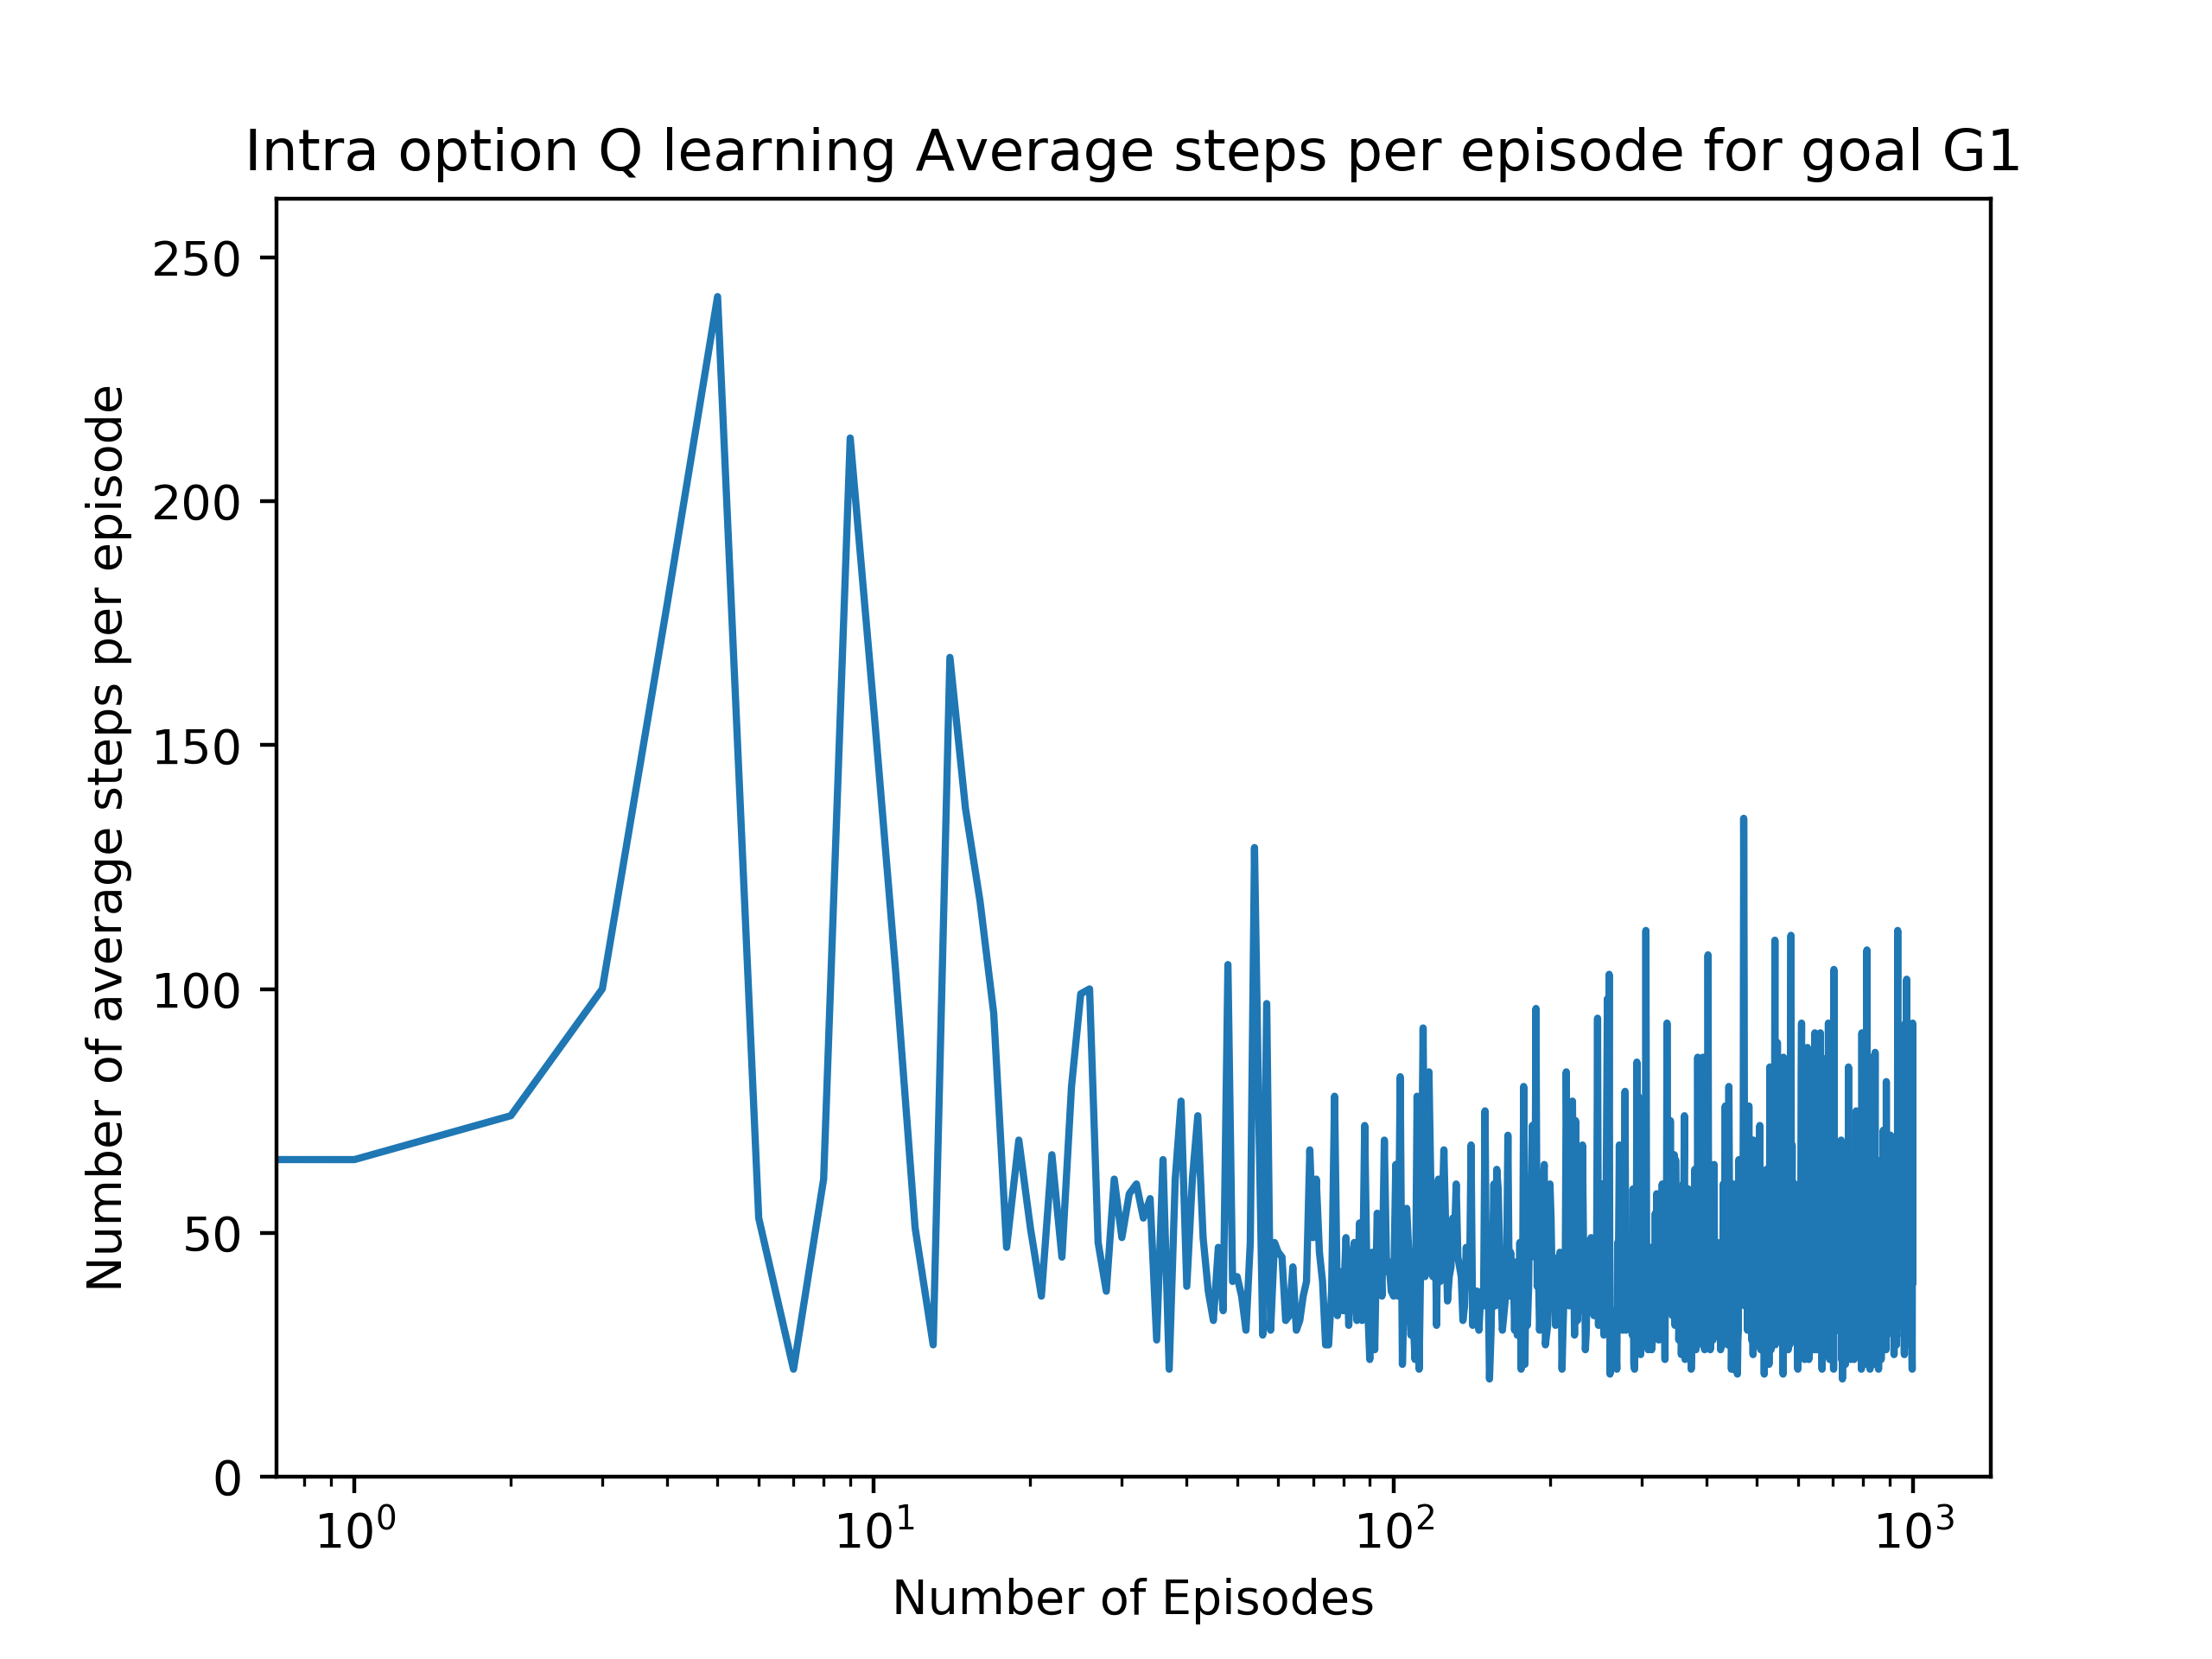 Intra option Q learning Average steps per episode for goal G1
Number of average steps per episode
250
200
150
100
50
0
10⁰ 10¹ 10² 10³
Number of Episodes